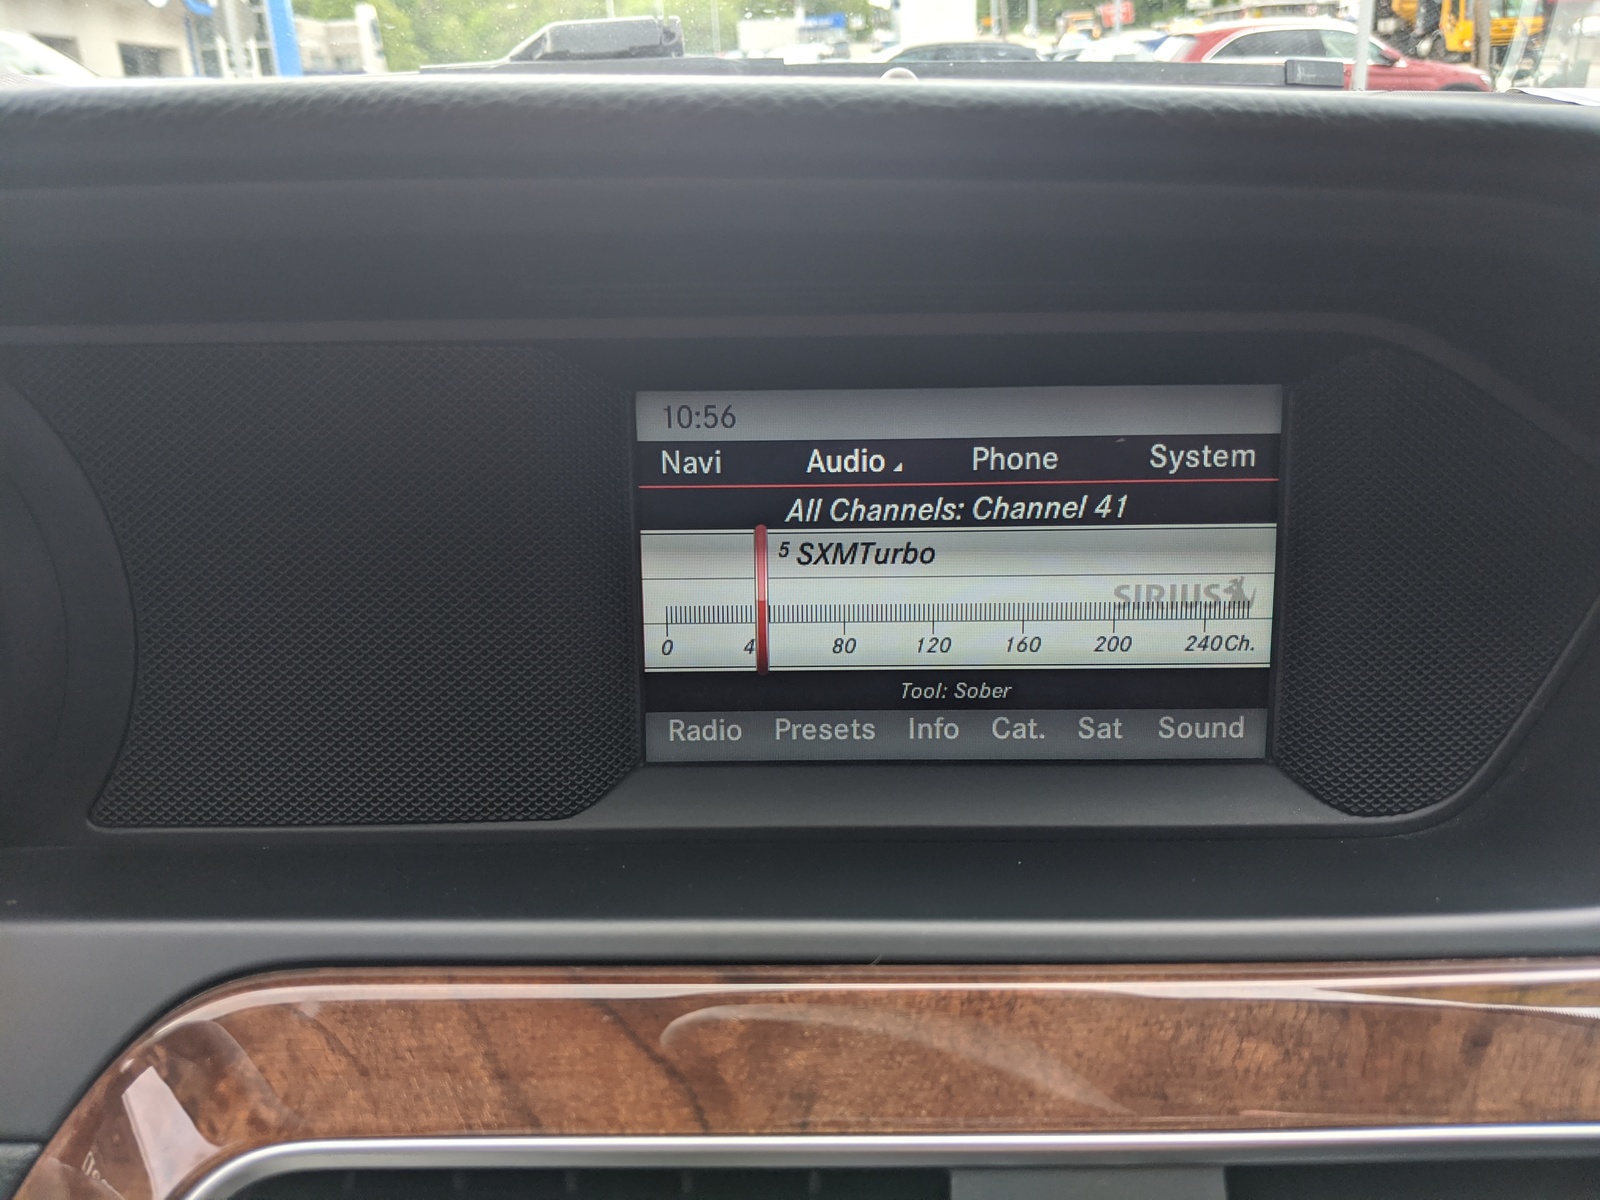 10:56
Navi Audio Phone System
All Channels: Channel 41
5 SXMTurbo
SIRIUS
0 4 80 120 160 200 240Ch.
Tool: Sober
Radio Presets Info Cat. Sat Sound